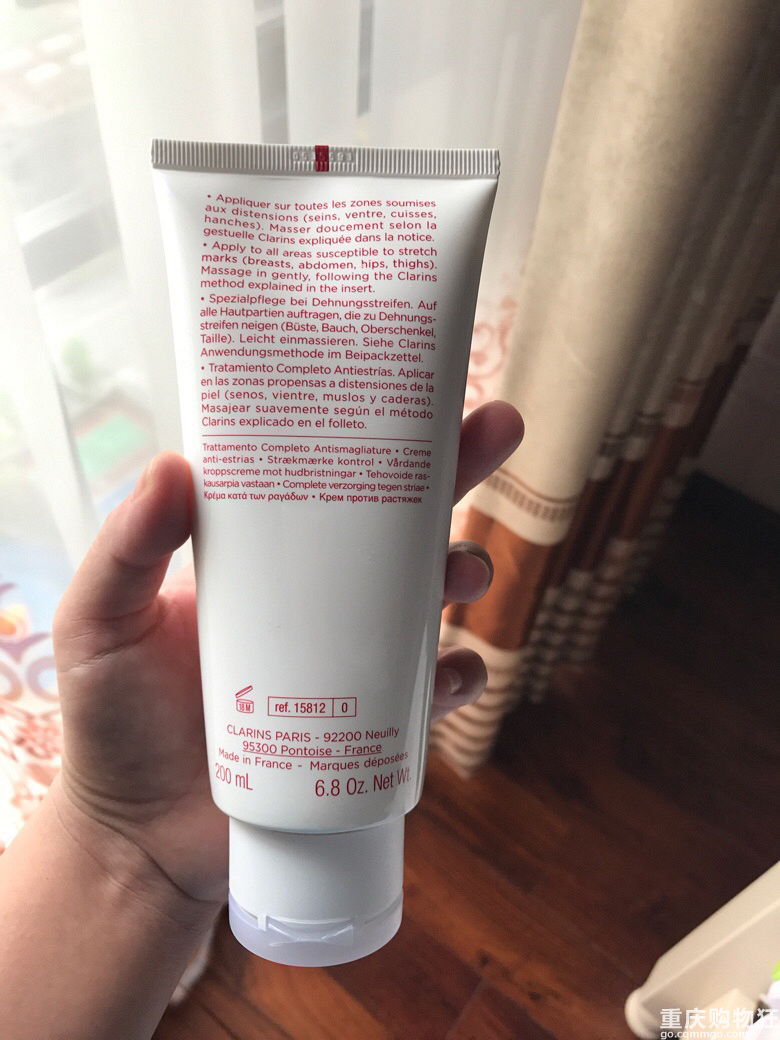 • Appliquer sur toutes les zones soumises
aux distensions (seins, ventre, cuisses,
hanches). Masser doucement selon la
gestuelle Clarins expliquée dans la notice.
• Apply to all areas susceptible to stretch
marks (breasts, abdomen, hips, thighs).
Massage in gently, following the Clarins
method explained in the insert.
• Spezialpflege bei Dehnungsstreifen. Auf
alle Hautpartien auftragen, die zu Dehnungs-
streifen neigen (Büste, Bauch, Oberschenkel,
Taille). Leicht einmassieren. Siehe Clarins
Anwendungsmethode im Beipackzettel.
• Tratamiento Completo Antiestrías. Aplicar
en las zonas propensas a distensiones de la
piel (senos, vientre, muslos y caderas).
Masajear suavemente según el método
Clarins explicado en el folleto.
Trattamento Completo Antismagliature • Creme
anti-estrias • Strækmærke kontrol • Vårdande
kroppscreme mot hudbristningar • Tehovoide ras-
kausarpia vastaan • Complete verzorging tegen striae •
Κρέμα κατά των ραγάδων • Крем против растяжек
18 M
ref. 15812 0
CLARINS PARIS - 92200 Neuilly
95300 Pontoise - France
Made in France - Marques déposées
200 mL 6.8 Oz. Net Wt.
重庆购物狂
go.cqmmgo.com